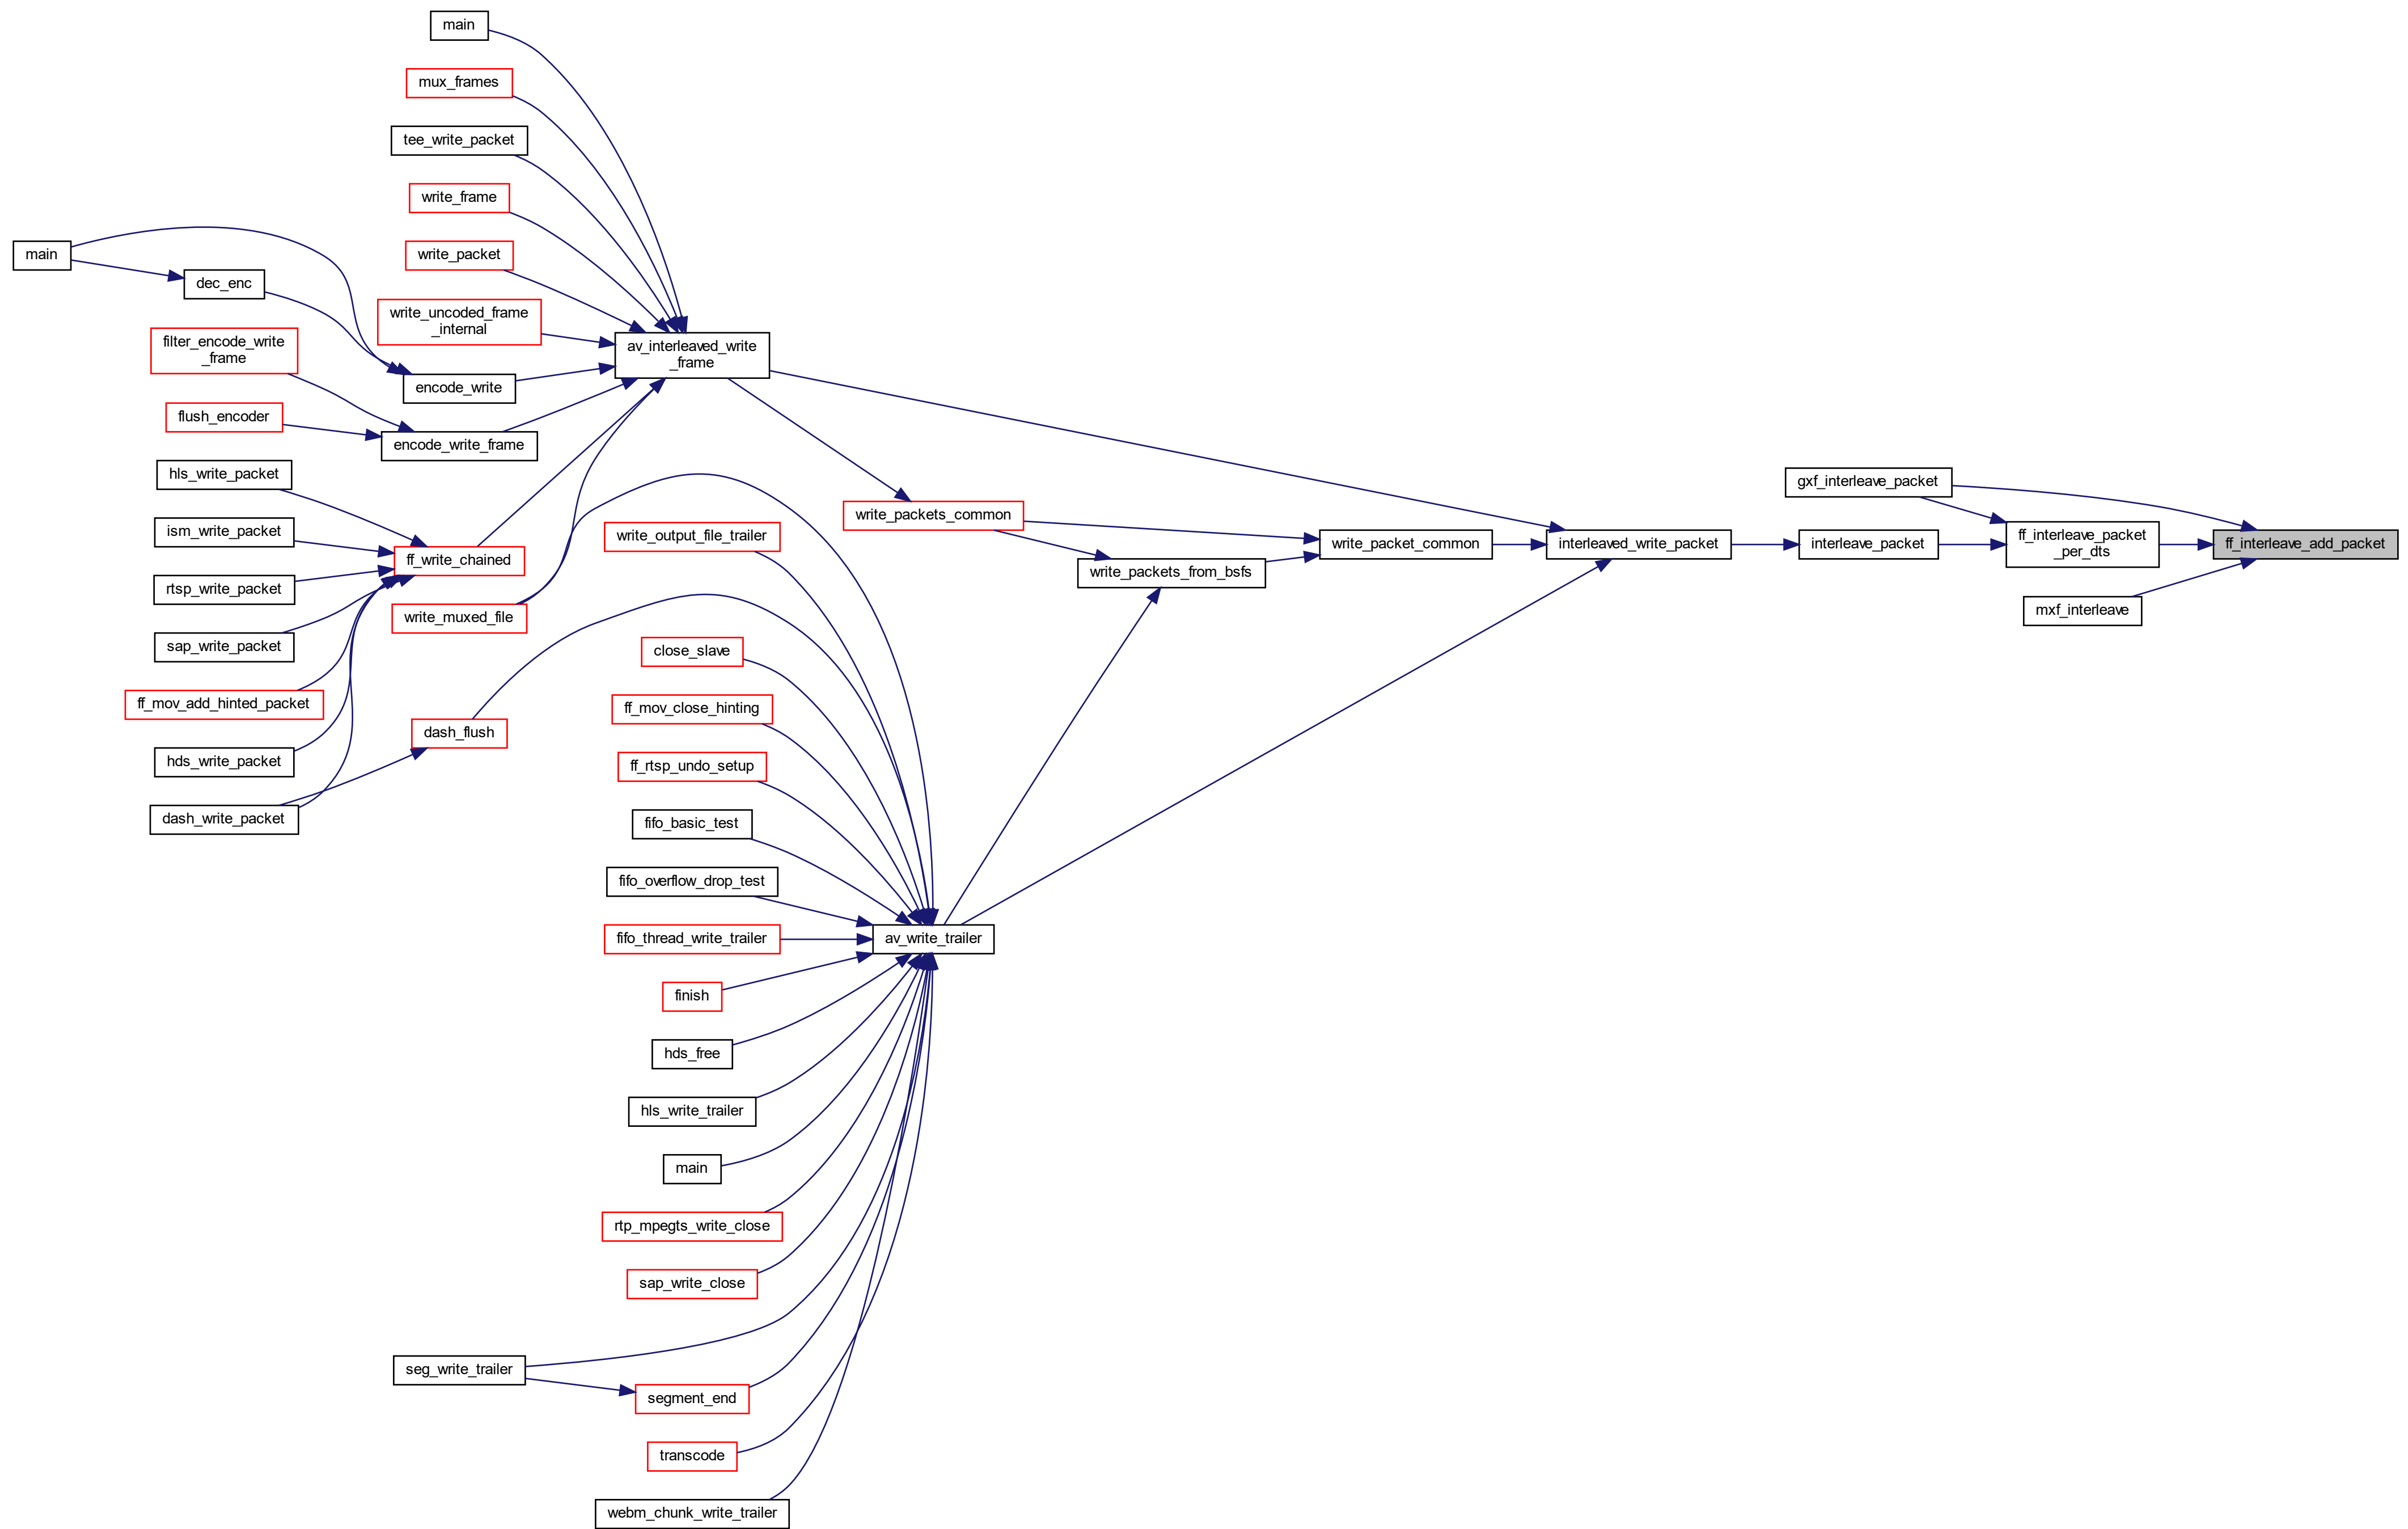 main
mux_frames
tee_write_packet
write_frame
main
write_packet
dec_enc
write_uncoded_frame
_internal
filter_encode_write
_frame
av_interleaved_write
_frame
encode_write
flush_encoder
encode_write_frame
hls_write_packet
gxf_interleave_packet
write_packets_common
ism_write_packet
write_output_file_trailer
write_packet_common
interleaved_write_packet
interleave_packet
ff_interleave_packet
_per_dts
ff_interleave_add_packet
ff_write_chained
write_packets_from_bsfs
rtsp_write_packet
write_muxed_file
mxf_interleave
sap_write_packet
close_slave
ff_mov_add_hinted_packet
ff_mov_close_hinting
dash_flush
hds_write_packet
ff_rtsp_undo_setup
dash_write_packet
fifo_basic_test
fifo_overflow_drop_test
fifo_thread_write_trailer
av_write_trailer
finish
hds_free
hls_write_trailer
main
rtp_mpegts_write_close
sap_write_close
seg_write_trailer
segment_end
transcode
webm_chunk_write_trailer